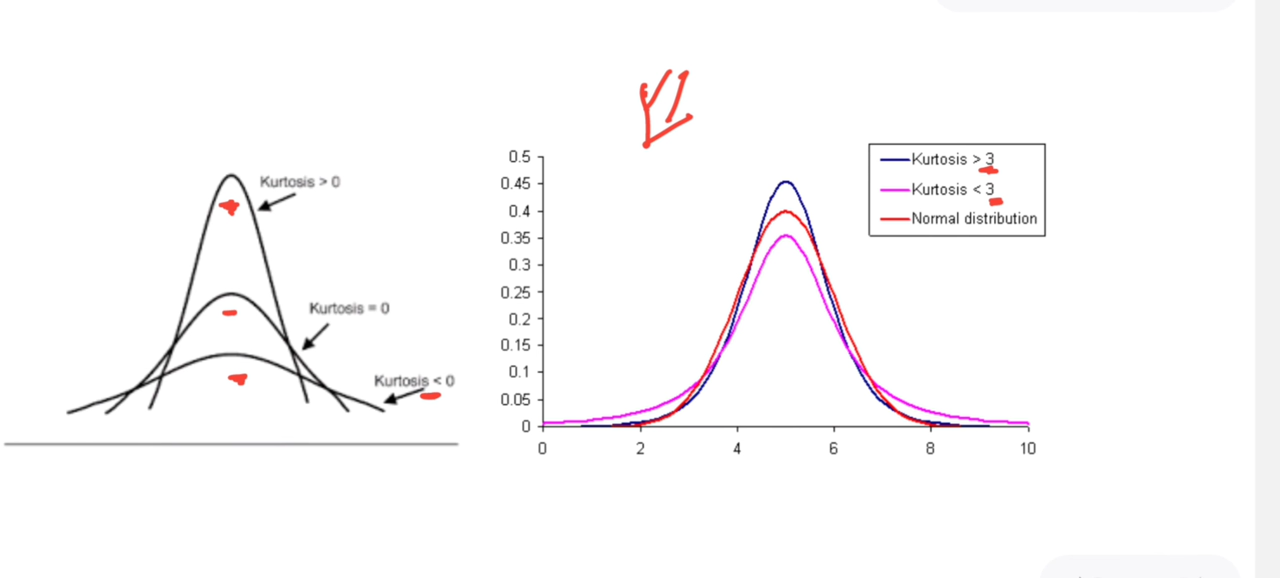 Kurtosis > 0
Kurtosis = 0
Kurtosis < 0
0.5
0.45
0.4
0.35
0.3
0.25
0.2
0.15
0.1
0.05
0
0 2 4 6 8 10
Kurtosis > 3
Kurtosis < 3
Normal distribution